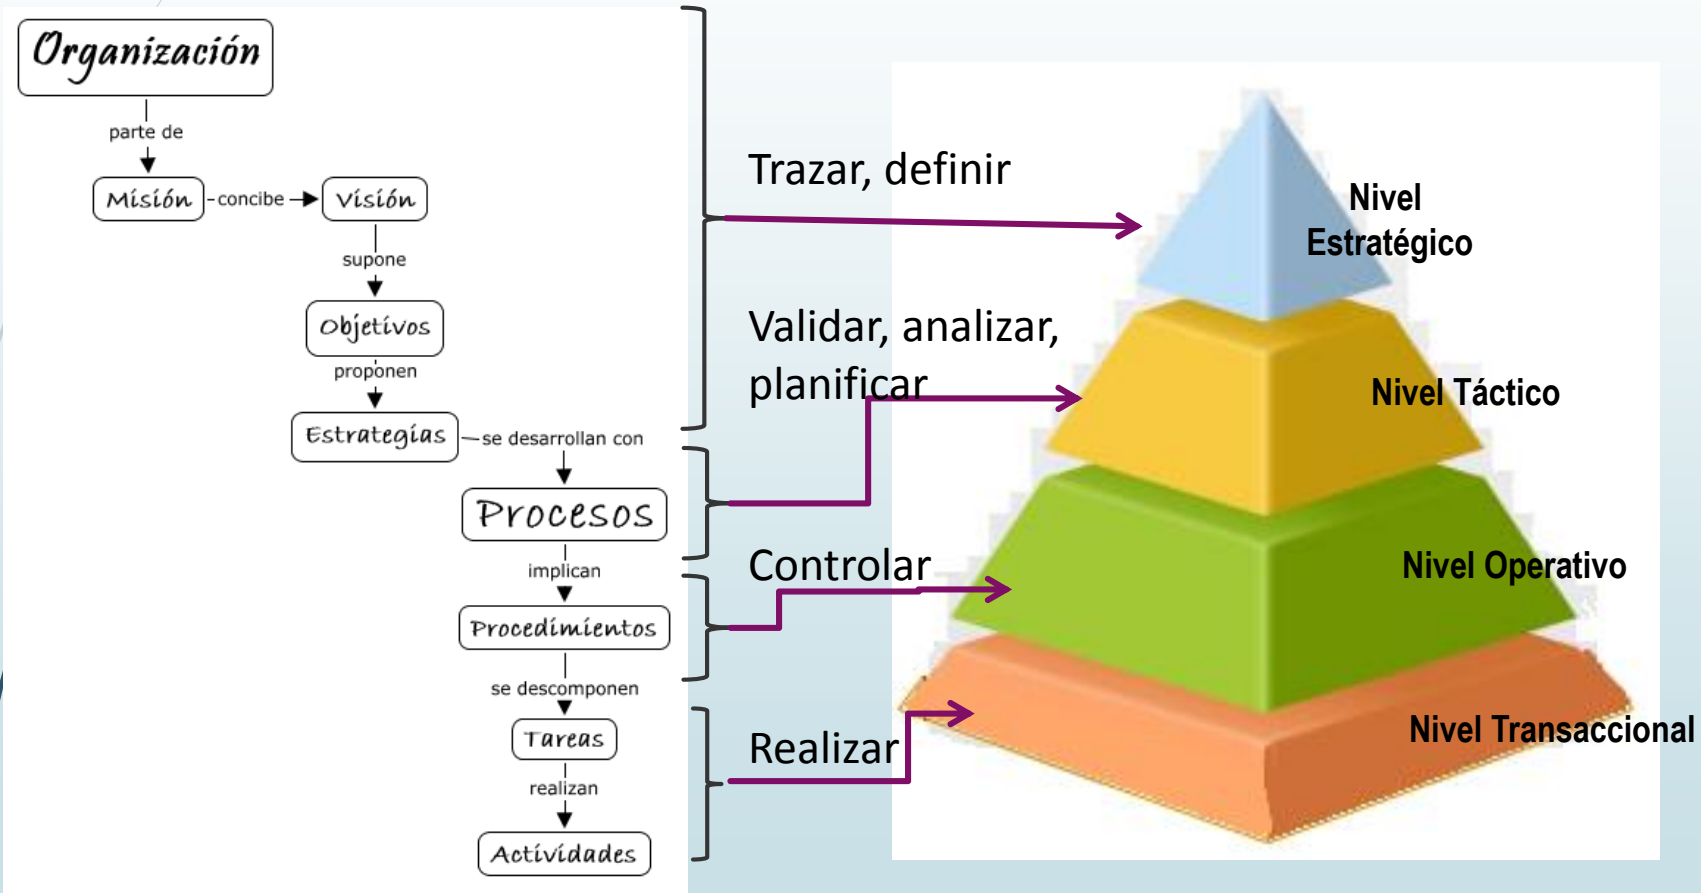 Organización
parte de
Misión
concibe
Visión
supone
Objetivos
proponen
Estrategias
se desarrollan con
Procesos
implican
Procedimientos
se descomponen
Tareas
realizan
Actividades
Trazar, definir
Validar, analizar,
planificar
Controlar
Realizar
Nivel
Estratégico
Nivel Táctico
Nivel Operativo
Nivel Transaccional